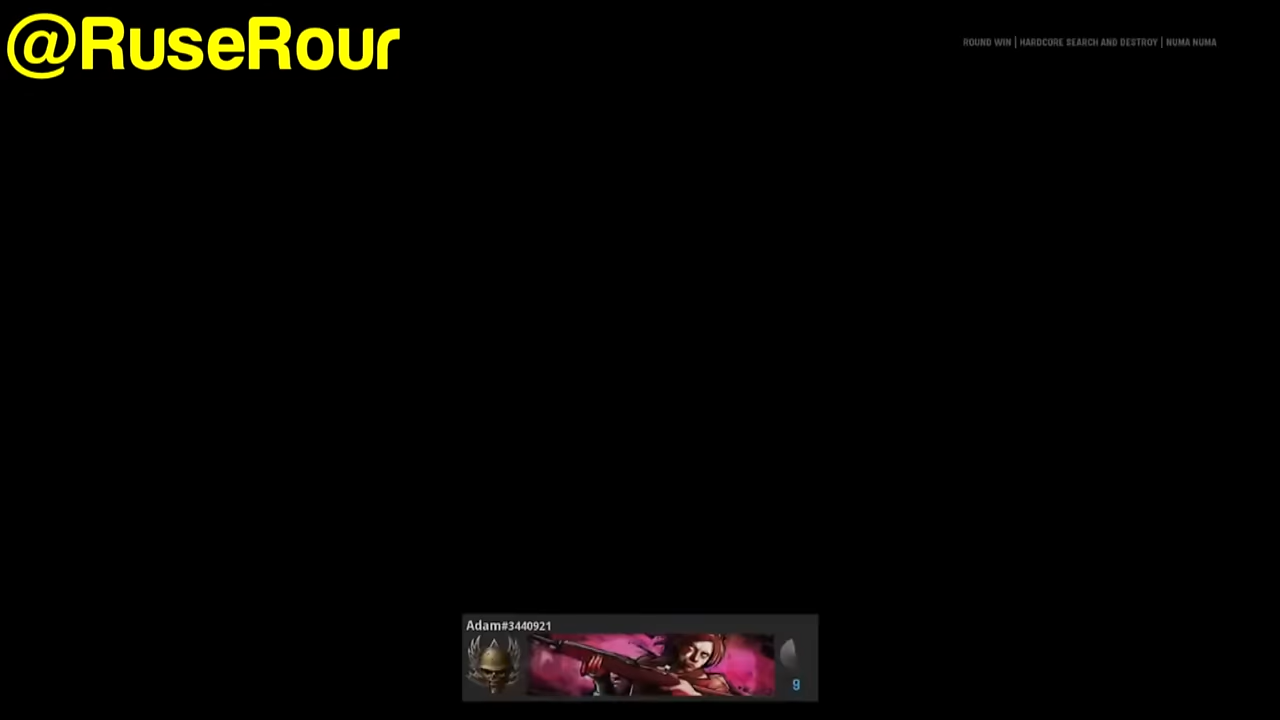 @RuseRour
ROUND WIN | HARDCORE SEARCH AND DESTROY | NUMA NUMA
Adam#3440921
9